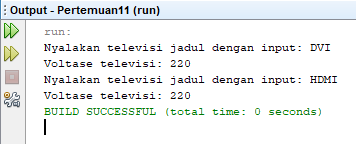 Output - Pertemuan11 (run)
run:
Nyalakan televisi jadul dengan input: DVI
Voltase televisi: 220
Nyalakan televisi jadul dengan input: HDMI
Voltase televisi: 220
BUILD SUCCESSFUL (total time: 0 seconds)